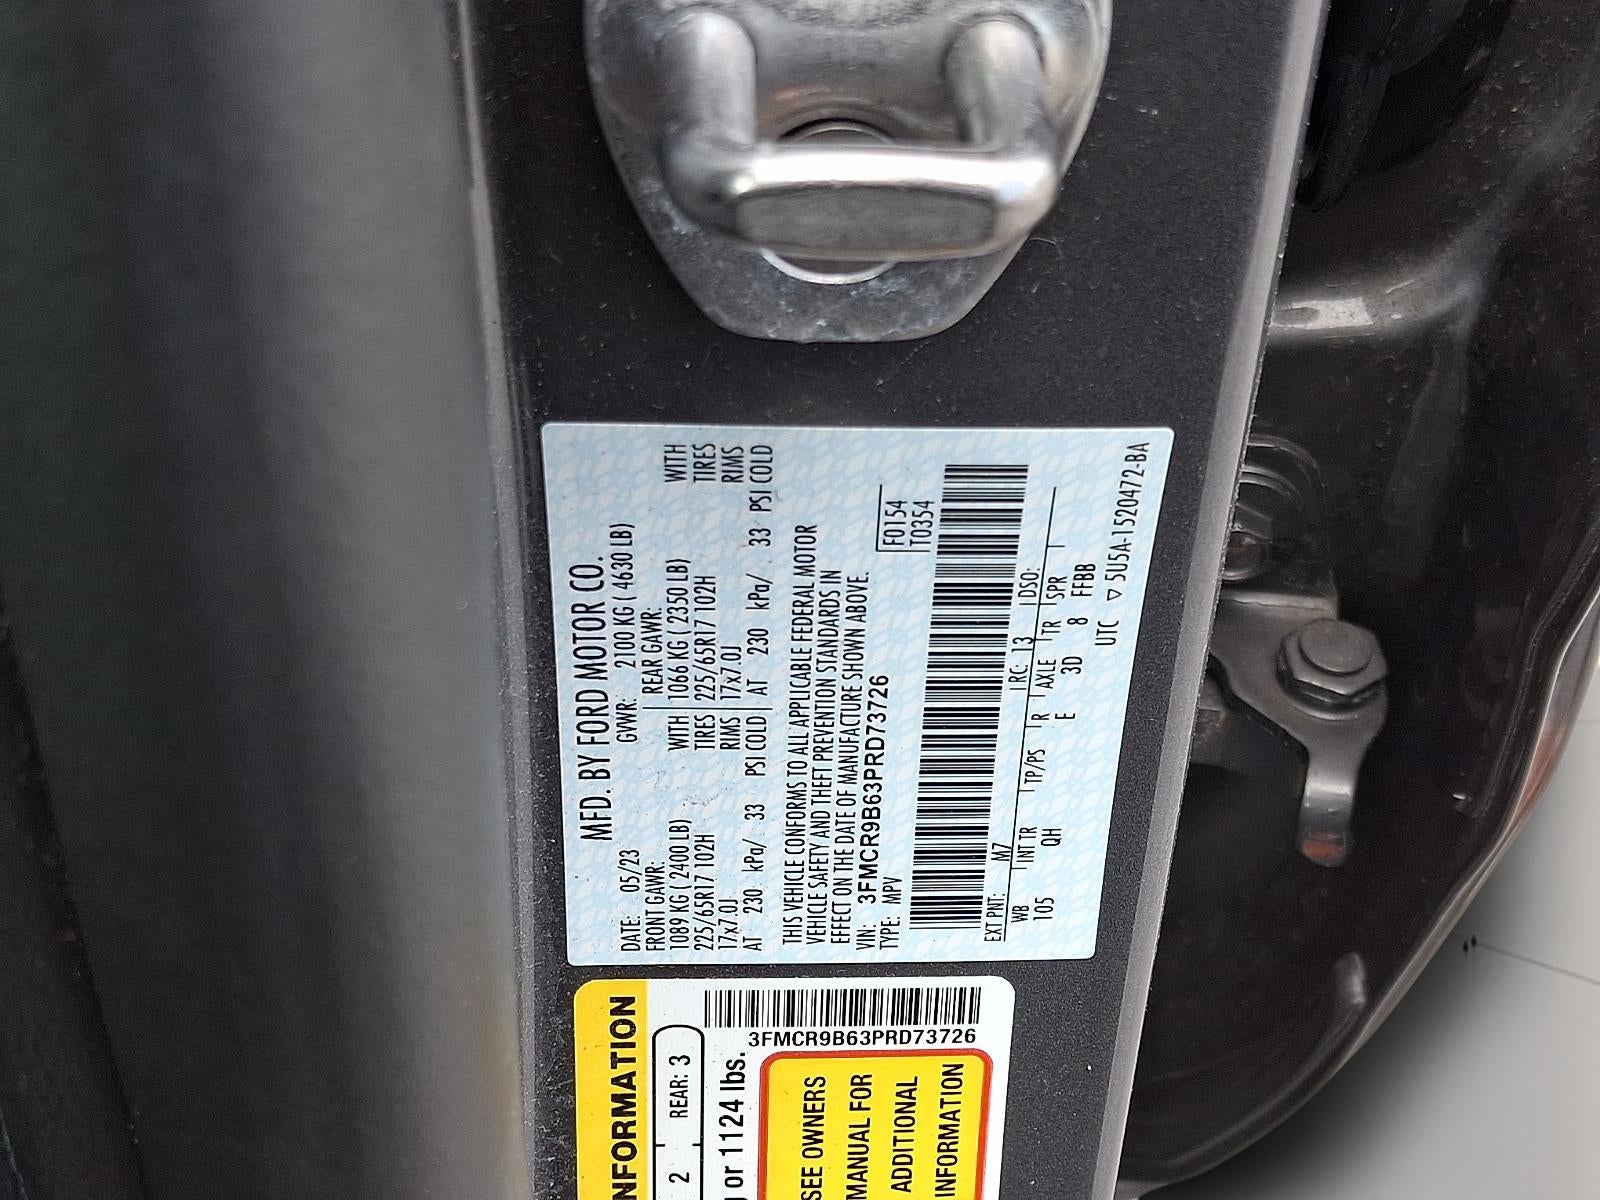 MFD. BY FORD MOTOR CO.
DATE: 05/23 GVWR: 2100 KG ( 4630 LB)
FRONT GAWR: REAR GAWR:
1089 KG ( 2400 LB) WITH 1066 KG ( 2350 LB) WITH
225/65R17 102H TIRES 225/65R17 102H TIRES
17x7.0J RIMS 17x7.0J RIMS
AT 230 kPa/ 33 PSI COLD AT 230 kPa/ 33 PSI COLD
THIS VEHICLE CONFORMS TO ALL APPLICABLE FEDERAL MOTOR
VEHICLE SAFETY AND THEFT PREVENTION STANDARDS IN
EFFECT ON THE DATE OF MANUFACTURE SHOWN ABOVE.
VIN: 3FMCR9B63PRD73726
TYPE: MPV
F0154
T0354
EXT PNT: M7 RC: 13 DSO:
WB INT TR TP/PS R AXLE TR SPR
105 QH E 3D 8 FFBB
UTC ▽ 5U5A-1520472-BA
NFORMATION
2 REAR: 3
or 1124 lbs.
3FMCR9B63PRD73726
SEE OWNERS
MANUAL FOR
ADDITIONAL
INFORMATION